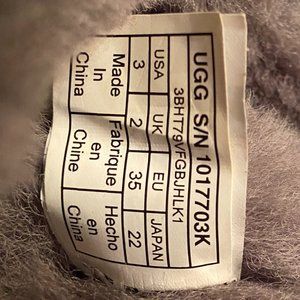 UGG S/N 1017703K
3BHT79VFGBJHLK1
USA UK EU JAPAN
3 2 35 22
Made Fabrique Hecho
In en en
China Chine China